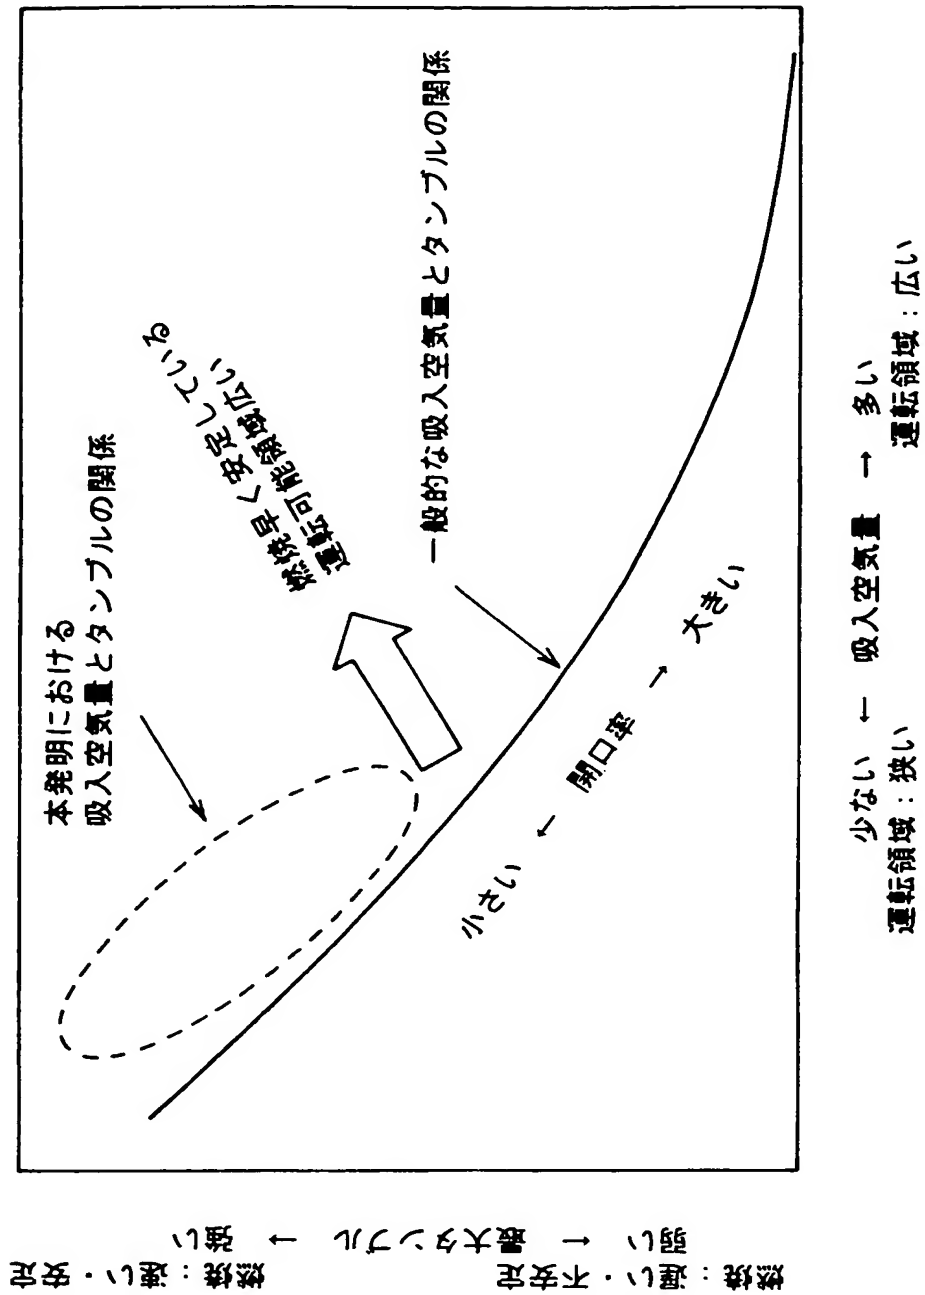 本発明における
吸入空気量とタンブルの関係
燃焼早く安定している
運転可能領域広い
一般的な吸入空気量とタンブルの関係
小さい ← 開口率 → 大きい
少ない ← 吸入空気量 → 多い
運転領域：狭い 運転領域：広い
弱い ← 最大タンブル → 強い
燃焼：遅い・不安定 燃焼：速い・安定